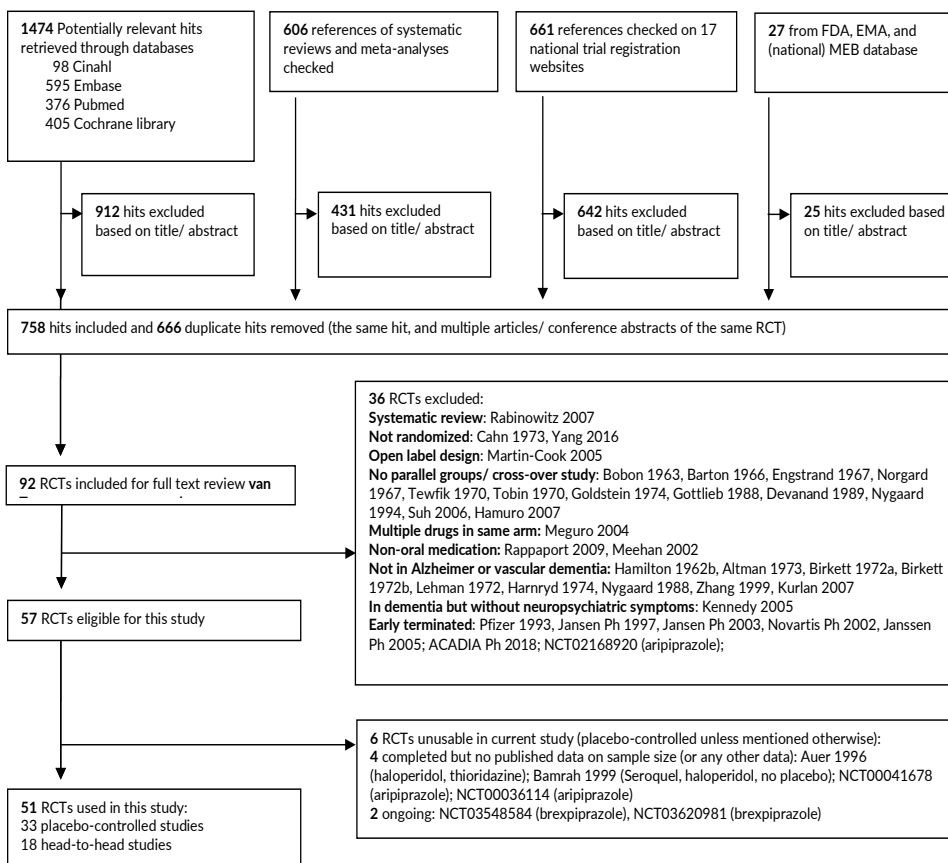 1474 Potentially relevant hits
retrieved through databases
98 Cinahl
595 Embase
376 Pubmed
405 Cochrane library
606 references of systematic
reviews and meta-analyses
checked
661 references checked on 17
national trial registration
websites
27 from FDA, EMA, and
(national) MEB database
912 hits excluded
based on title/ abstract
431 hits excluded
based on title/ abstract
642 hits excluded
based on title/ abstract
25 hits excluded based
on title/ abstract
758 hits included and 666 duplicate hits removed (the same hit, and multiple articles/ conference abstracts of the same RCT)
36 RCTs excluded:
Systematic review: Rabinowitz 2007
Not randomized: Cahn 1973, Yang 2016
Open label design: Martin-Cook 2005
No parallel groups/ cross-over study: Bobon 1963, Barton 1966, Engstrand 1967, Norgard
1967, Tewfik 1970, Tobin 1970, Goldstein 1974, Gottlieb 1988, Devanand 1989, Nygaard
1994, Suh 2006, Hamuro 2007
Multiple drugs in same arm: Meguro 2004
Non-oral medication: Rappaport 2009, Meehan 2002
Not in Alzheimer or vascular dementia: Hamilton 1962b, Altman 1973, Birkett 1972a, Birkett
1972b, Lehman 1972, Harnryd 1974, Nygaard 1988, Zhang 1999, Kurlan 2007
In dementia but without neuropsychiatric symptoms: Kennedy 2005
Early terminated: Pfizer 1993, Jansen Ph 1997, Jansen Ph 2003, Novartis Ph 2002, Janssen
Ph 2005; ACADIA Ph 2018; NCT02168920 (aripiprazole);
92 RCTs included for full text review van
57 RCTs eligible for this study
6 RCTs unusable in current study (placebo-controlled unless mentioned otherwise):
4 completed but no published data on sample size (or any other data): Auer 1996
(haloperidol, thioridazine); Bamrah 1999 (Seroquel, haloperidol, no placebo); NCT00041678
(aripiprazole); NCT00036114 (aripiprazole)
2 ongoing: NCT03548584 (brexpiprazole), NCT03620981 (brexpiprazole)
51 RCTs used in this study:
33 placebo-controlled studies
18 head-to-head studies